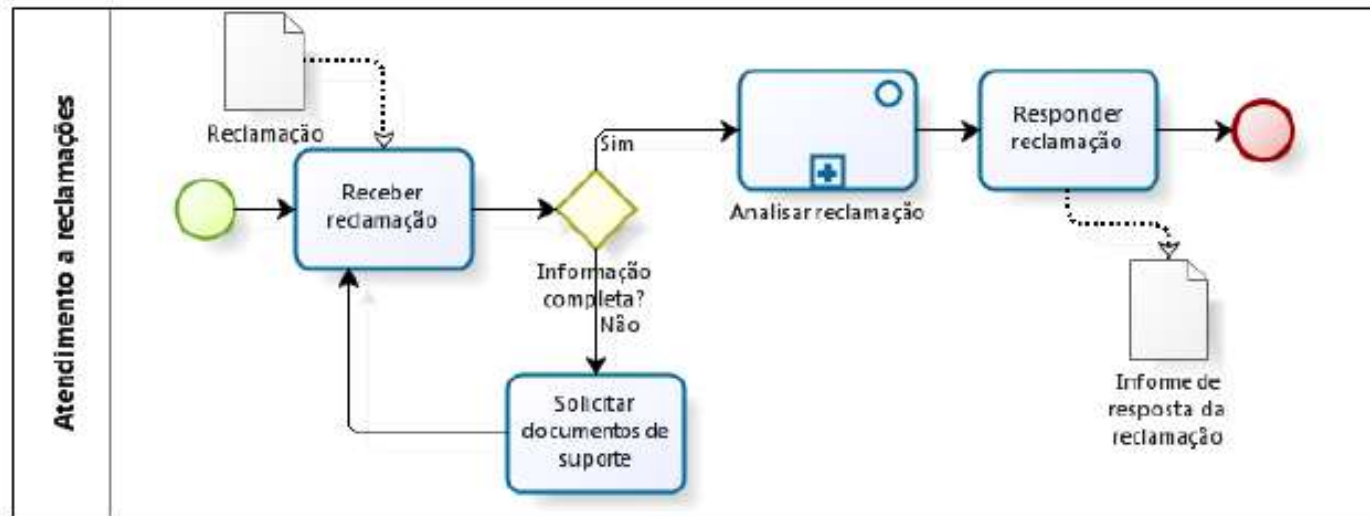 Atendimento a reclamações
Reclamação
Receber
reclamação
Informação
completa?
Sim
Não
Solicitar
documentos de
suporte
Analisar reclamação
Responder
reclamação
Informe de
resposta da
reclamação